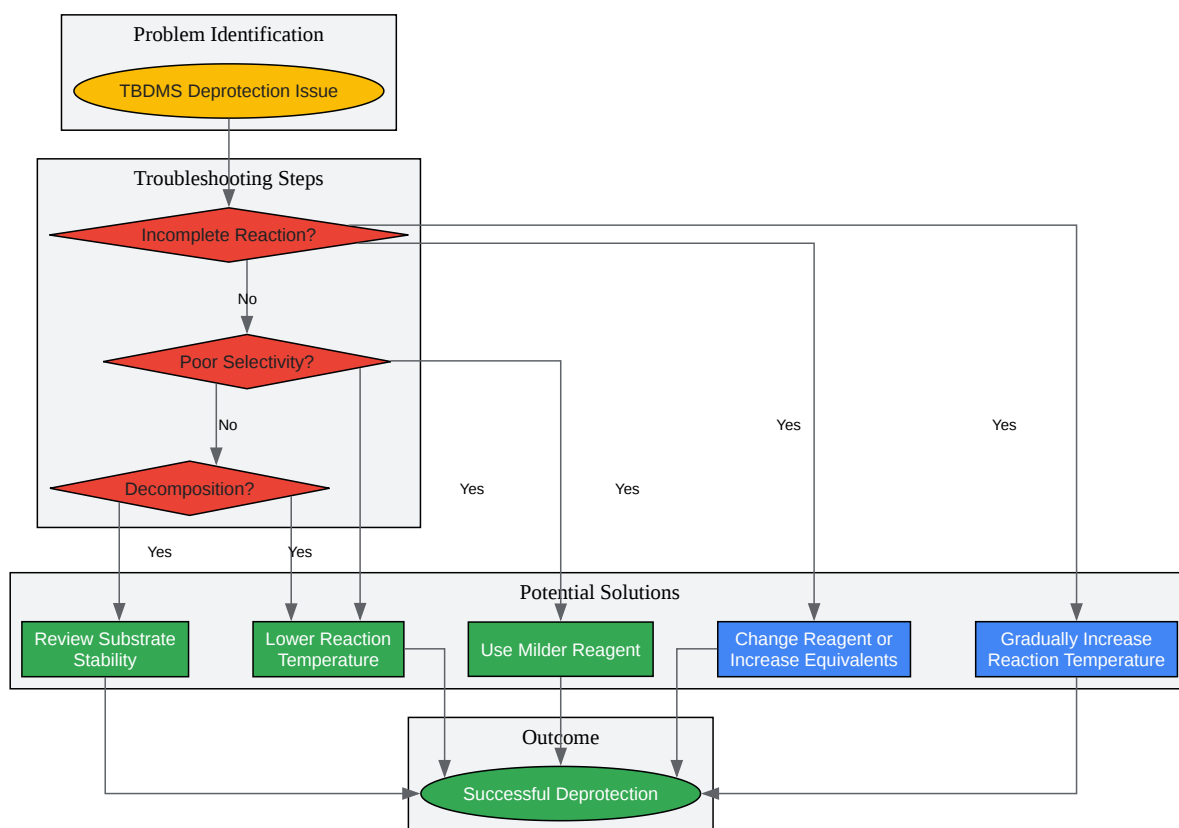 Problem Identification
TBDMS Deprotection Issue
Troubleshooting Steps
Incomplete Reaction?
No
Poor Selectivity?
No
Yes
Yes
Decomposition?
Yes
Yes
Yes
Yes
Potential Solutions
Review Substrate
Stability
Lower Reaction
Temperature
Use Milder Reagent
Change Reagent or
Increase Equivalents
Gradually Increase
Reaction Temperature
Outcome
Successful Deprotection